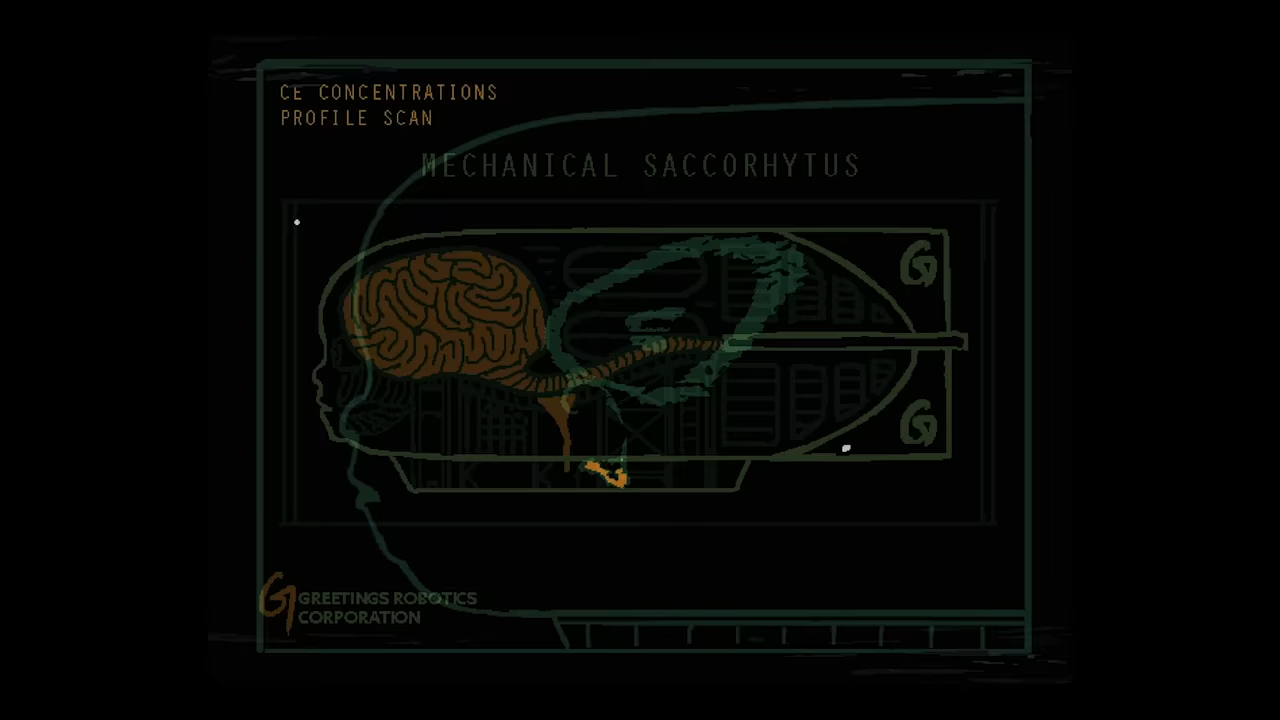 CE CONCENTRATIONS
PROFILE SCAN
MECHANICAL SACCORHYTUS
G
G
G GREETINGS ROBOTICS
CORPORATION